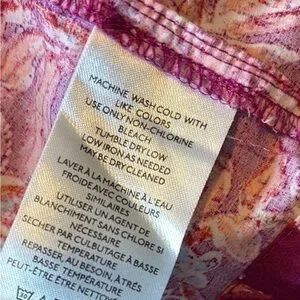 MACHINE WASH COLD WITH
LIKE COLORS
USE ONLY NON-CHLORINE
BLEACH
TUMBLE DRY LOW
LOW IRON AS NEEDED
MAY BE DRY CLEANED
LAVER À LA MACHINE À L'EAU
FROIDE AVEC COULEURS
SIMILAIRES
UTILISER UN AGENT DE
BLANCHIMENT SANS CHLORE SI
NÉCESSAIRE
SÉCHER PAR CULBUTAGE À BASSE
TEMPÉRATURE
REPASSER, AU BESOIN, À TRÈS
BASSE TEMPÉRATURE
PEUT-ÊTRE ÊTRE NETTOYÉ
30